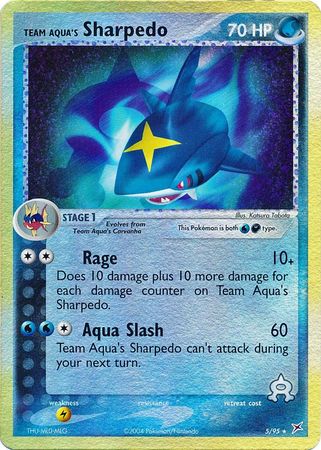 TEAM AQUA'S Sharpedo 70 HP
Illus. Katsura Tabata
STAGE 1
Evolves from
Team Aqua's Carvanha
This Pokémon is both type.
Rage 10+
Does 10 damage plus 10 more damage for
each damage counter on Team Aqua's
Sharpedo.
Aqua Slash 60
Team Aqua's Sharpedo can't attack during
your next turn.
weakness resistance retreat cost
©2004 Pokémon/Nintendo 5/95 ★